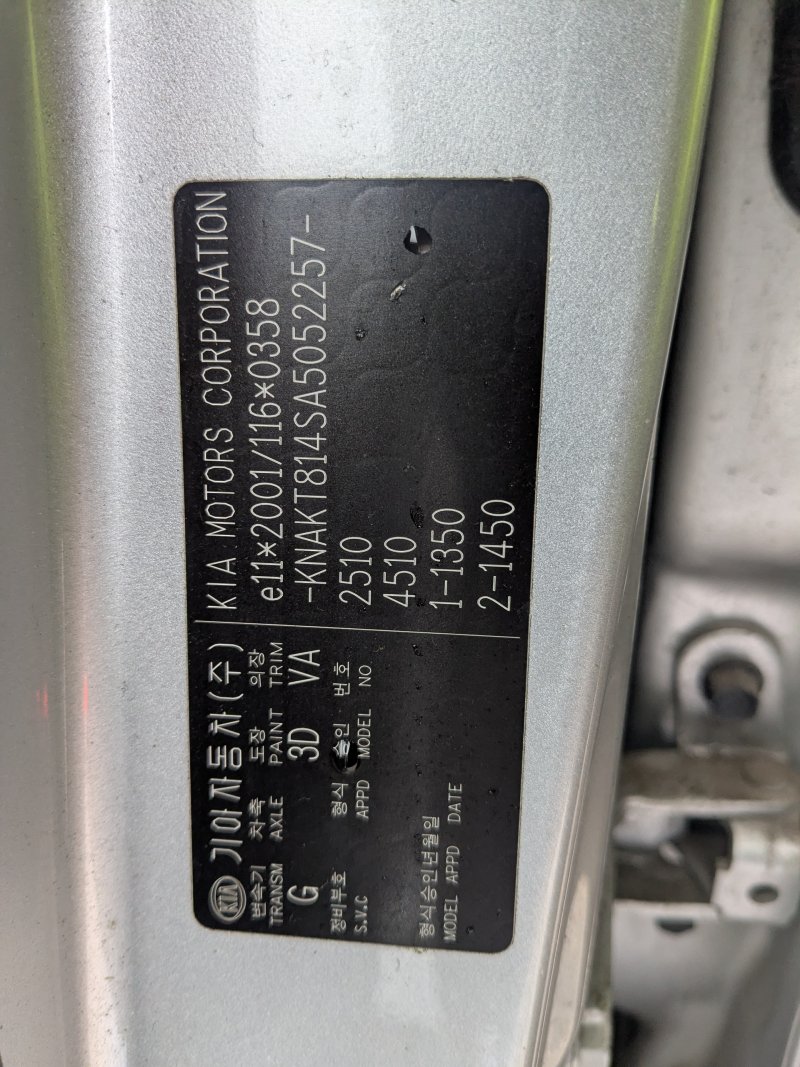 KIA 기아자동차(주) KIA MOTORS CORPORATION
변속기 차축 도장 의장
TRANSM AXLE PAINT TRIM
G 3D VA
정비부호 형식 승인 번호
S.V.C APPD MODEL NO
형식승인년월일
MODEL APPD DATE
e11*2001/116*0358
-KNAKT814SA5052257-
2510
4510
1-1350
2-1450